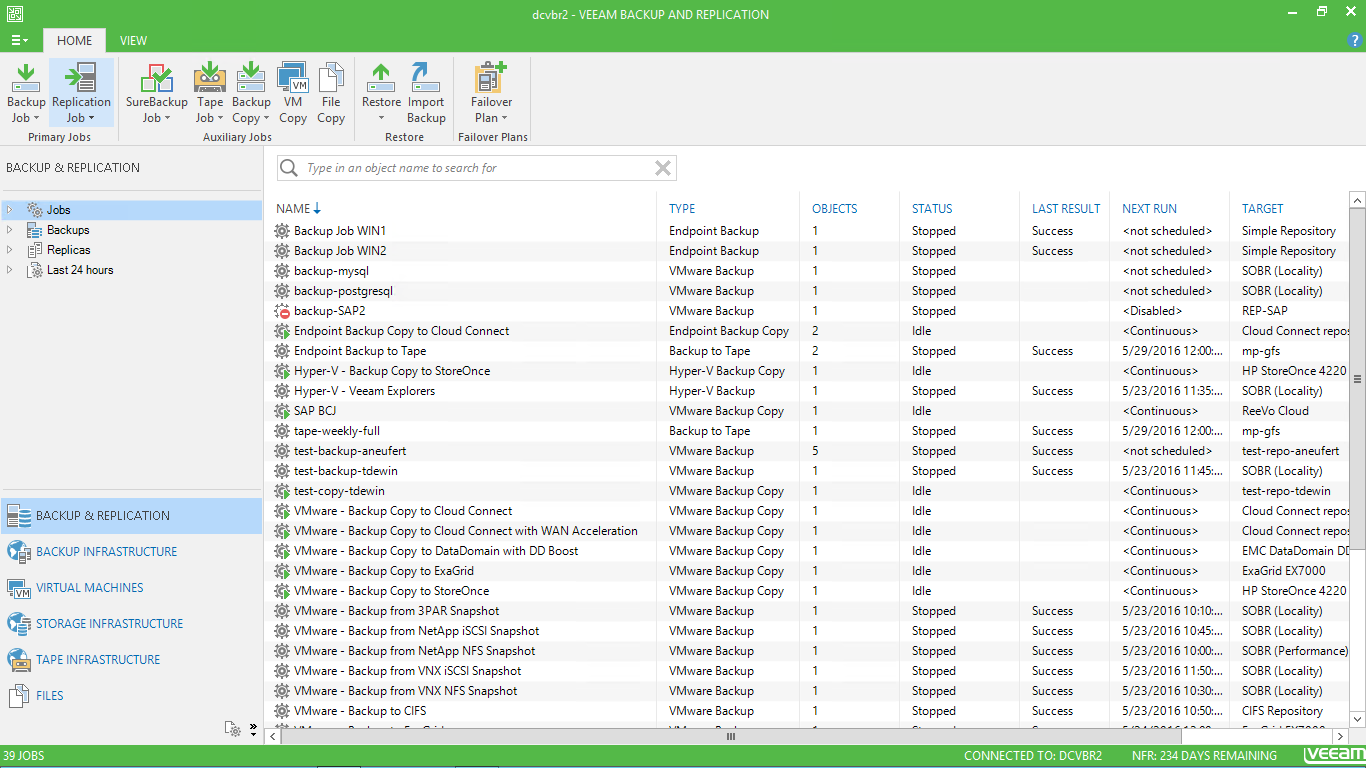 dcvbr2 - VEEAM BACKUP AND REPLICATION
HOME VIEW
Backup Job
Replication Job
Primary Jobs
SureBackup Job
Tape Job
Backup Copy
VM Copy
File Copy
Auxiliary Jobs
Restore
Import Backup
Restore
Failover Plan
Failover Plans
BACKUP & REPLICATION
Jobs
Backups
Replicas
Last 24 hours
BACKUP & REPLICATION
BACKUP INFRASTRUCTURE
VM
VIRTUAL MACHINES
STORAGE INFRASTRUCTURE
TAPE INFRASTRUCTURE
FILES
Type in an object name to search for
NAME TYPE OBJECTS STATUS LAST RESULT NEXT RUN TARGET
Backup Job WIN1 Endpoint Backup 1 Stopped Success <not scheduled> Simple Repository
Backup Job WIN2 Endpoint Backup 1 Stopped Success <not scheduled> Simple Repository
backup-mysql VMware Backup 1 Stopped <not scheduled> SOBR (Locality)
backup-postgresql VMware Backup 1 Stopped <not scheduled> SOBR (Locality)
backup-SAP2 VMware Backup 1 Stopped <Disabled> REP-SAP
Endpoint Backup Copy to Cloud Connect Endpoint Backup Copy 2 Idle <Continuous> Cloud Connect repos
Endpoint Backup to Tape Backup to Tape 2 Stopped Success 5/29/2016 12:00:... mp-gfs
Hyper-V - Backup Copy to StoreOnce Hyper-V Backup Copy 1 Idle <Continuous> HP StoreOnce 4220
Hyper-V - Veeam Explorers Hyper-V Backup 1 Stopped Success 5/23/2016 11:35:... SOBR (Locality)
SAP BCJ VMware Backup Copy 1 Idle <Continuous> ReeVo Cloud
tape-weekly-full Backup to Tape 1 Stopped Success 5/29/2016 12:00:... mp-gfs
test-backup-aneufert VMware Backup 5 Stopped Success <not scheduled> test-repo-aneufert
test-backup-tdewin VMware Backup 1 Stopped Success 5/23/2016 11:45:... SOBR (Locality)
test-copy-tdewin VMware Backup Copy 1 Idle <Continuous> test-repo-tdewin
VMware - Backup Copy to Cloud Connect VMware Backup Copy 1 Idle <Continuous> Cloud Connect repos
VMware - Backup Copy to Cloud Connect with WAN Acceleration VMware Backup Copy 1 Idle <Continuous> Cloud Connect repos
VMware - Backup Copy to DataDomain with DD Boost VMware Backup Copy 1 Idle <Continuous> EMC DataDomain DD
VMware - Backup Copy to ExaGrid VMware Backup Copy 1 Idle <Continuous> ExaGrid EX7000
VMware - Backup Copy to StoreOnce VMware Backup Copy 1 Idle <Continuous> HP StoreOnce 4220
VMware - Backup from 3PAR Snapshot VMware Backup 1 Stopped Success 5/23/2016 10:10:... SOBR (Locality)
VMware - Backup from NetApp iSCSI Snapshot VMware Backup 1 Stopped Success 5/23/2016 10:45:... SOBR (Locality)
VMware - Backup from NetApp NFS Snapshot VMware Backup 1 Stopped Success 5/23/2016 10:00:... SOBR (Performance)
VMware - Backup from VNX iSCSI Snapshot VMware Backup 1 Stopped Success 5/23/2016 11:50:... SOBR (Locality)
VMware - Backup from VNX NFS Snapshot VMware Backup 1 Stopped Success 5/23/2016 10:30:... SOBR (Locality)
VMware - Backup to CIFS VMware Backup 1 Stopped Success 5/23/2016 10:50:... CIFS Repository
39 JOBS CONNECTED TO: DCVBR2 NFR: 234 DAYS REMAINING veeam